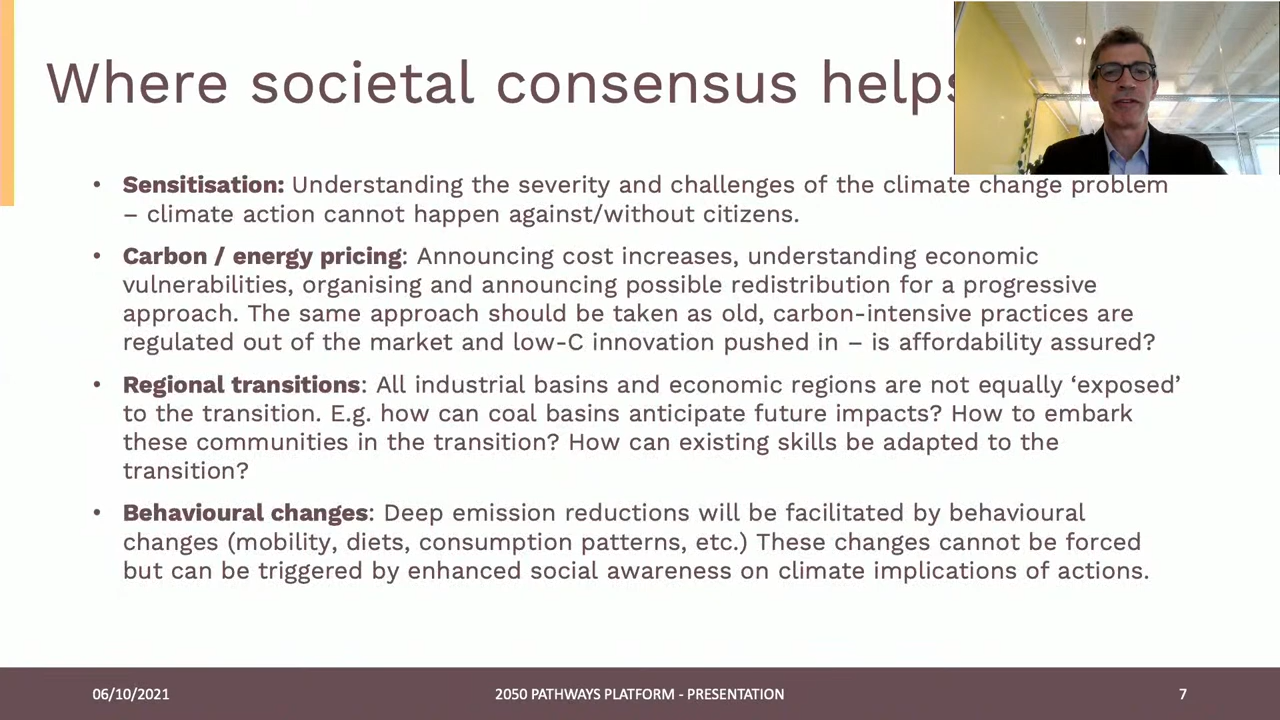 Where societal consensus helps
• Sensitisation: Understanding the severity and challenges of the climate change problem
– climate action cannot happen against/without citizens.
• Carbon / energy pricing: Announcing cost increases, understanding economic
vulnerabilities, organising and announcing possible redistribution for a progressive
approach. The same approach should be taken as old, carbon-intensive practices are
regulated out of the market and low-C innovation pushed in – is affordability assured?
• Regional transitions: All industrial basins and economic regions are not equally ‘exposed’
to the transition. E.g. how can coal basins anticipate future impacts? How to embark
these communities in the transition? How can existing skills be adapted to the
transition?
• Behavioural changes: Deep emission reductions will be facilitated by behavioural
changes (mobility, diets, consumption patterns, etc.) These changes cannot be forced
but can be triggered by enhanced social awareness on climate implications of actions.
06/10/2021
2050 PATHWAYS PLATFORM - PRESENTATION
7